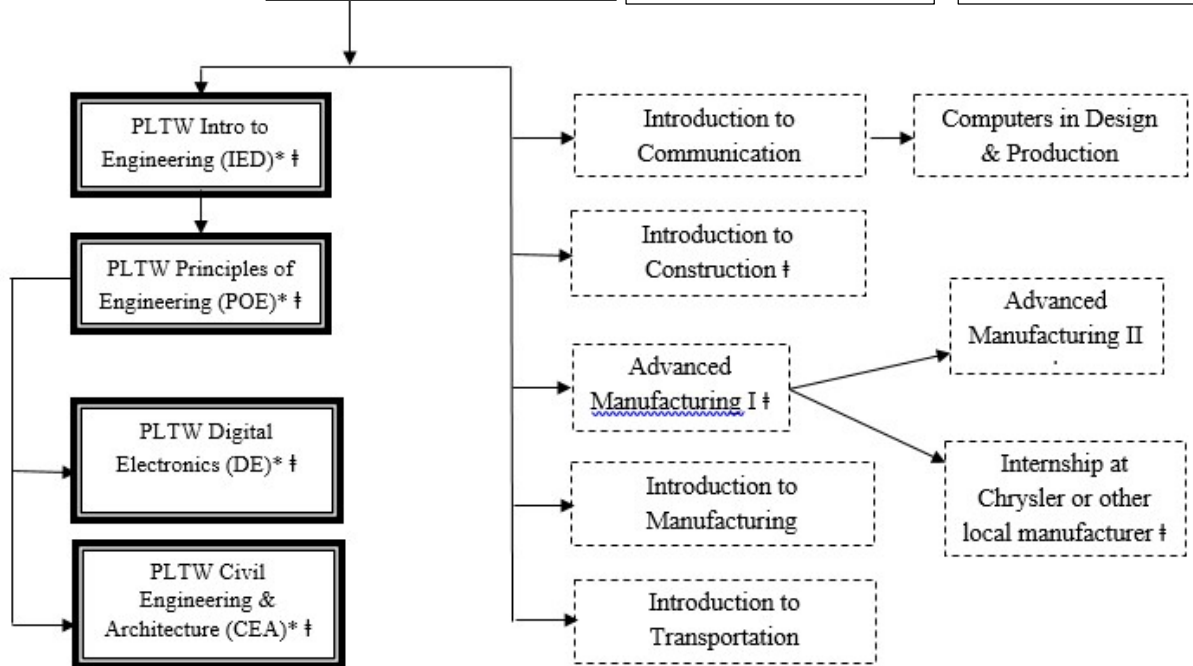 PLTW Intro to
Engineering (IED)* ǂ
PLTW Principles of
Engineering (POE)* ǂ
PLTW Digital
Electronics (DE)* ǂ
PLTW Civil
Engineering &
Architecture (CEA)* ǂ
Introduction to
Communication
Computers in Design
& Production
Introduction to
Construction ǂ
Advanced
Manufacturing I ǂ
Advanced
Manufacturing II
.
Internship at
Chrysler or other
local manufacturer ǂ
Introduction to
Manufacturing
Introduction to
Transportation